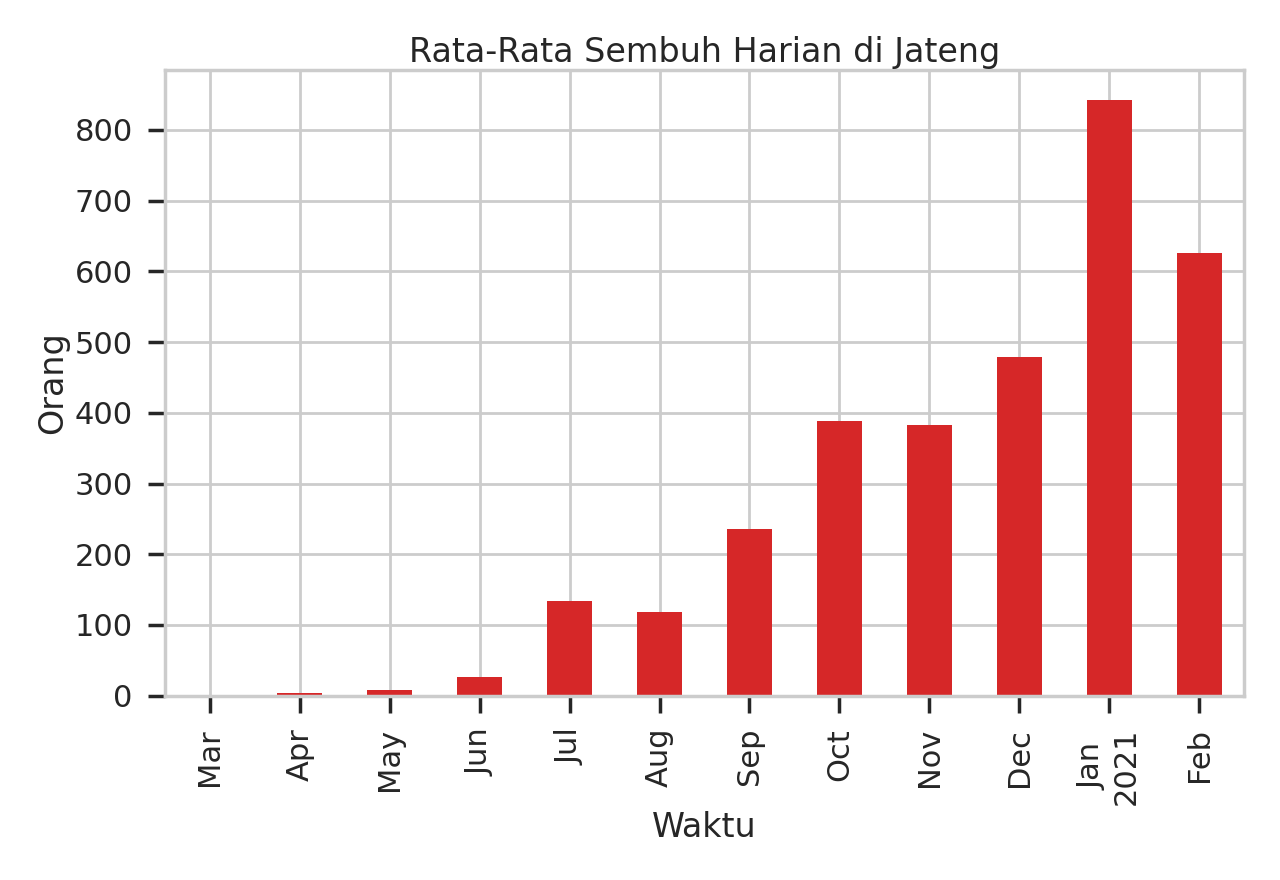 Rata-Rata Sembuh Harian di Jateng
Orang
800
700
600
500
400
300
200
100
0
Mar
Apr
May
Jun
Jul
Aug
Sep
Oct
Nov
Dec
Jan
2021
Feb
Waktu